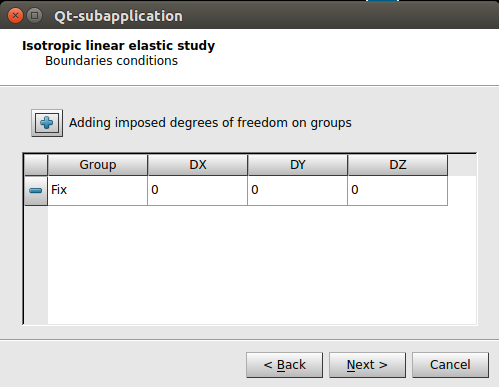 Qt-subapplication
Isotropic linear elastic study
Boundaries conditions
Adding imposed degrees of freedom on groups
Group DX DY DZ
Fix 0 0 0
< Back Next > Cancel